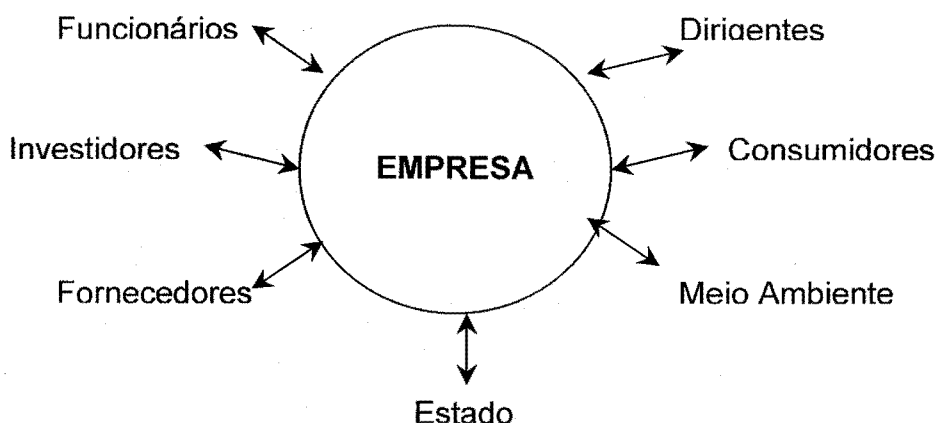 Funcionários
Dirigentes
Investidores
EMPRESA
Consumidores
Fornecedores
Meio Ambiente
Estado